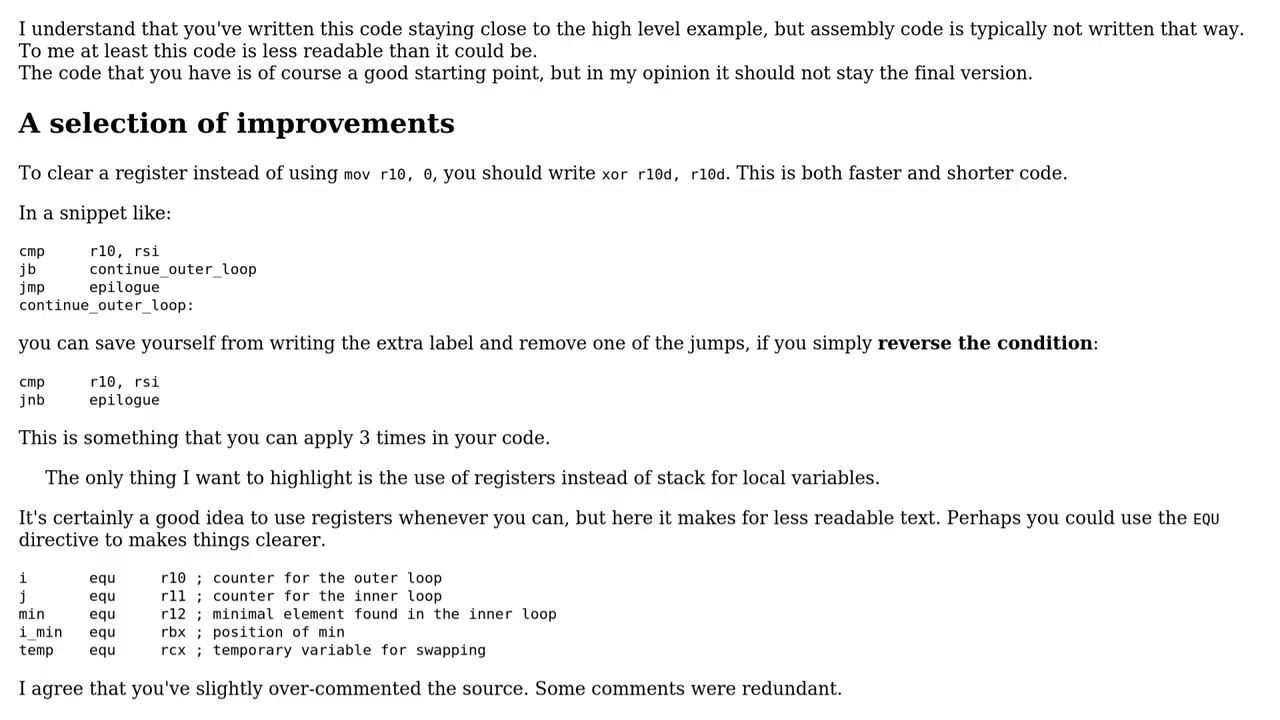 I understand that you've written this code staying close to the high level example, but assembly code is typically not written that way.
To me at least this code is less readable than it could be.
The code that you have is of course a good starting point, but in my opinion it should not stay the final version.
A selection of improvements
To clear a register instead of using mov r10, 0, you should write xor r10d, r10d. This is both faster and shorter code.
In a snippet like:
cmp     r10, rsi
jb      continue_outer_loop
jmp     epilogue
continue_outer_loop:
you can save yourself from writing the extra label and remove one of the jumps, if you simply reverse the condition:
cmp     r10, rsi
jnb     epilogue
This is something that you can apply 3 times in your code.
The only thing I want to highlight is the use of registers instead of stack for local variables.
It's certainly a good idea to use registers whenever you can, but here it makes for less readable text. Perhaps you could use the EQU
directive to makes things clearer.
i       equ     r10 ; counter for the outer loop
j       equ     r11 ; counter for the inner loop
min     equ     r12 ; minimal element found in the inner loop
i_min   equ     rbx ; position of min
temp    equ     rcx ; temporary variable for swapping
I agree that you've slightly over-commented the source. Some comments were redundant.